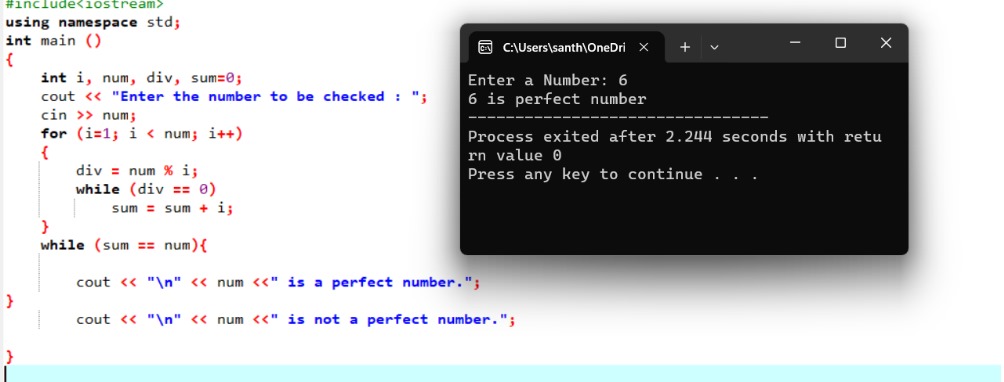 #include<iostream>
using namespace std;
int main ()
{
int i, num, div, sum=0;
cout << "Enter the number to be checked : ";
cin >> num;
for (i=1; i < num; i++)
{
div = num % i;
while (div == 0)
sum = sum + i;
}
while (sum == num){
cout << "\n" << num <<" is a perfect number.";
}
cout << "\n" << num <<" is not a perfect number.";
}
C:\Users\santh\OneDri
Enter a Number: 6
6 is perfect number
--------------------------------
Process exited after 2.244 seconds with retu
rn value 0
Press any key to continue . . .